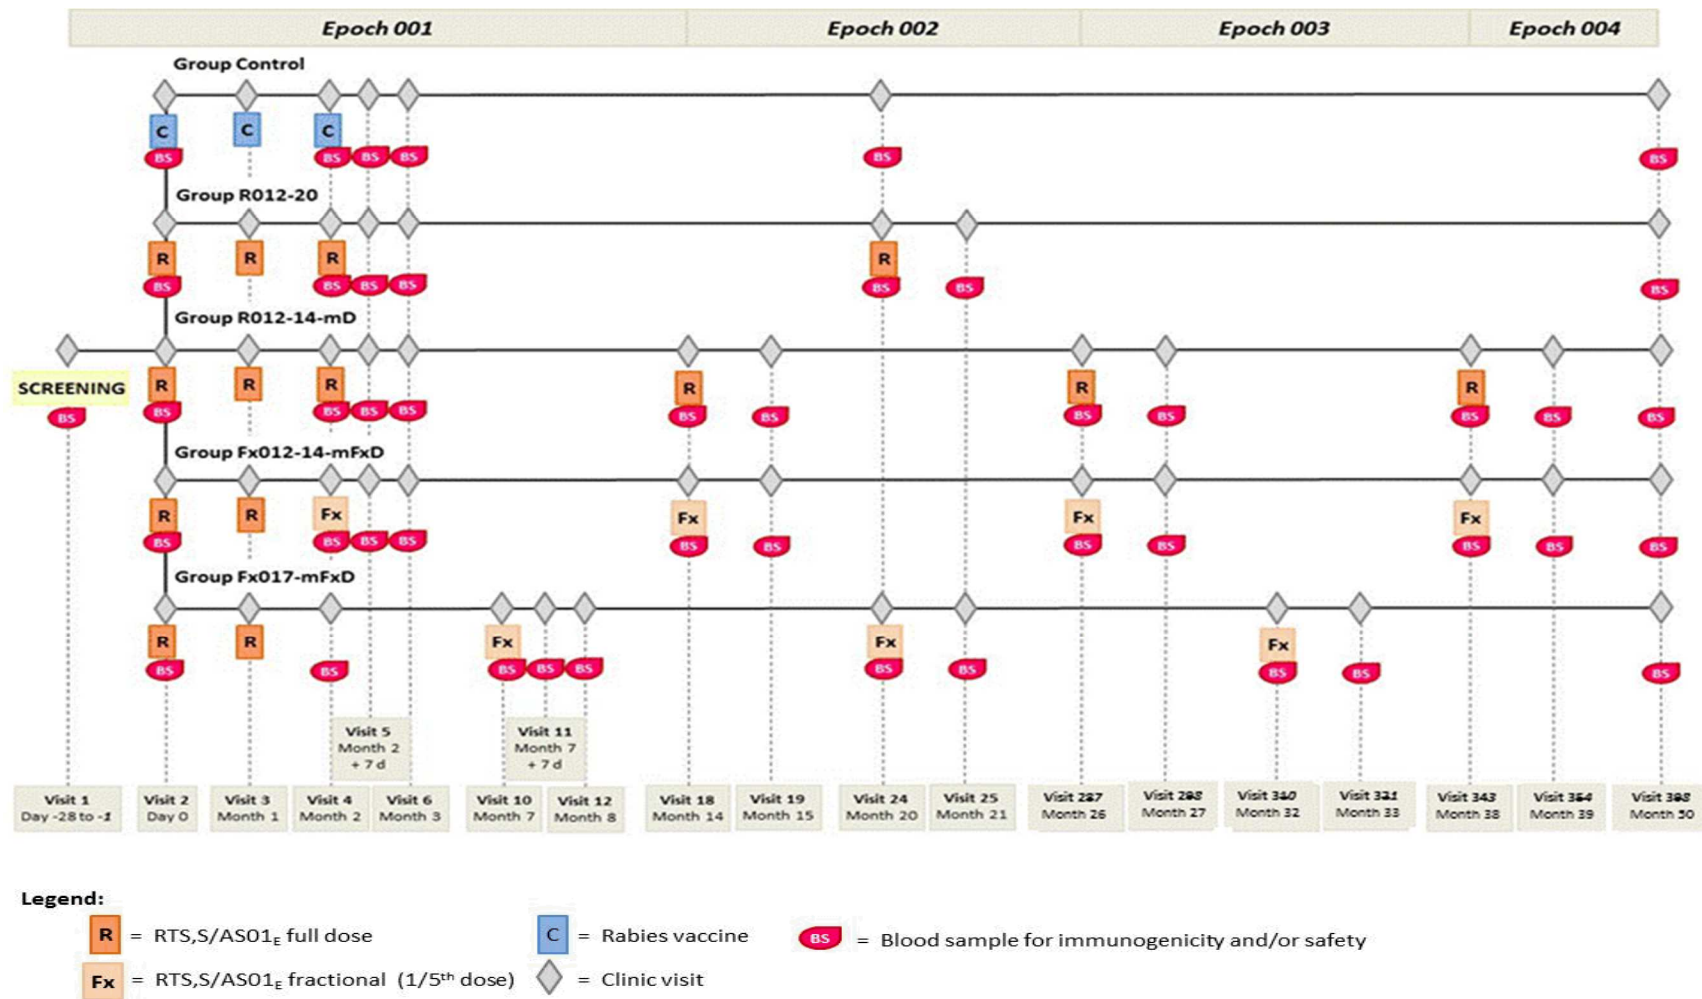 Epoch 001 Epoch 002 Epoch 003 Epoch 004
Group Control
C C C
BS BS BS BS BS BS
Group R012-20
R R R R
BS BS BS BS BS BS BS
Group R012-14-mD
SCREENING R R R R R R
BS BS BS BS BS BS BS BS BS BS BS BS
Group Fx012-14-mFxD
R R Fx Fx Fx Fx
BS BS BS BS BS BS BS BS BS BS BS
Group Fx017-mFxD
R R Fx Fx Fx
BS BS BS BS BS BS BS BS BS BS
Visit 5 Visit 11
Month 2 Month 7
+ 7 d + 7 d
Visit 1 Visit 2 Visit 3 Visit 4 Visit 6 Visit 10 Visit 12 Visit 18 Visit 19 Visit 24 Visit 25 Visit Visit Visit Visit Visit Visit Visit
Day -28 to -1 Day 0 Month 1 Month 2 Month 3 Month 7 Month 8 Month 14 Month 15 Month 20 Month 21 Month 26 Month 27 Month 32 Month 33 Month 38 Month 39 Month 50
Legend:
R = RTS,S/AS01E full dose C = Rabies vaccine BS = Blood sample for immunogenicity and/or safety
Fx = RTS,S/AS01E fractional (1/5th dose) = Clinic visit